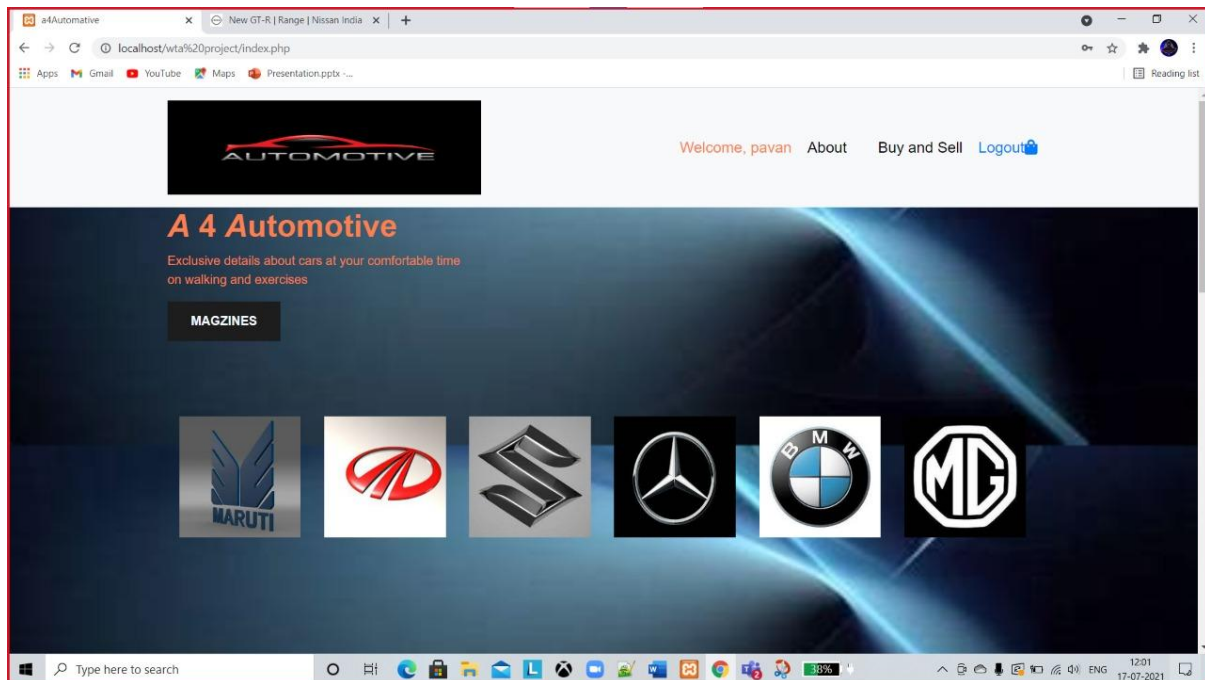 a4Automative
New GT-R | Range | Nissan India
localhost/wta%20project/index.php
Apps Gmail YouTube Maps Presentation.pptx -... Reading list
AUTOMOTIVE
Welcome, pavan About Buy and Sell Logout
A 4 Automotive
Exclusive details about cars at your comfortable time
on walking and exercises
MAGZINES
MARUTI
BMW
MG
Type here to search
38%
ENG
12:01
17-07-2021